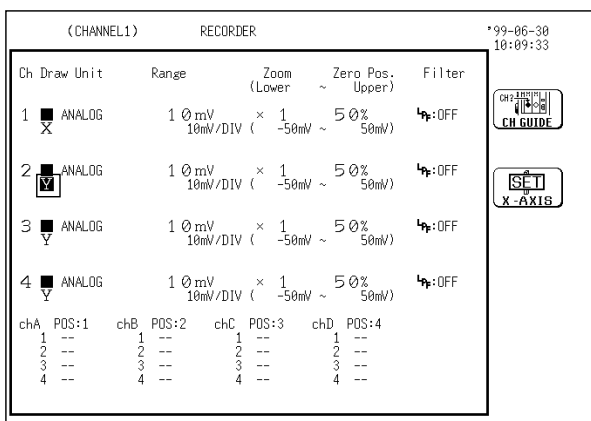 (CHANNEL1) RECORDER '99-06-30
10:09:33
Ch Draw Unit Range Zoom Zero Pos. Filter
(Lower ~ Upper)
1 ANALOG 10mV × 1 50% LPF:OFF
X 10mV/DIV ( -50mV ~ 50mV)
2 ANALOG 10mV × 1 50% LPF:OFF
Y 10mV/DIV ( -50mV ~ 50mV)
3 ANALOG 10mV × 1 50% LPF:OFF
Y 10mV/DIV ( -50mV ~ 50mV)
4 ANALOG 10mV × 1 50% LPF:OFF
Y 10mV/DIV ( -50mV ~ 50mV)
chA POS:1 chB POS:2 chC POS:3 chD POS:4
1 -- 1 -- 1 -- 1 --
2 -- 2 -- 2 -- 2 --
3 -- 3 -- 3 -- 3 --
4 -- 4 -- 4 -- 4 --
CH?
CH GUIDE
SET
X-AXIS